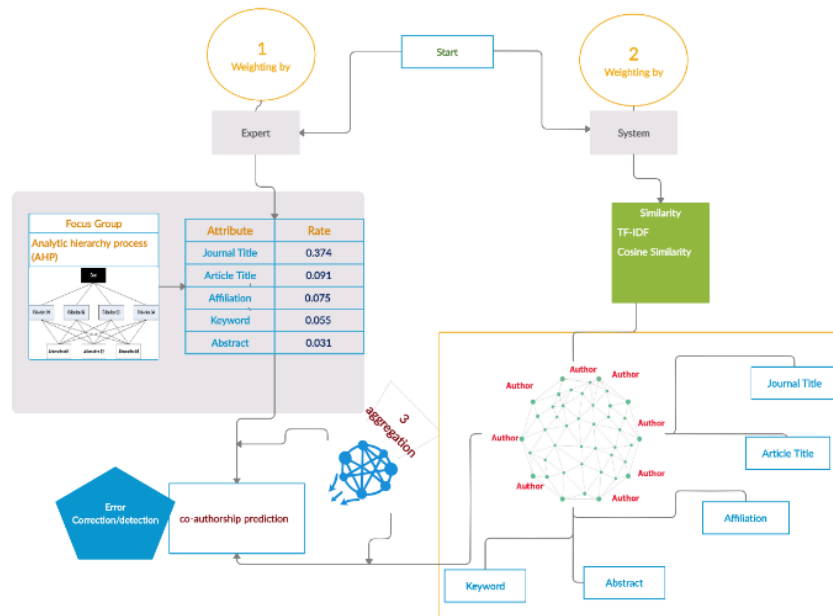 1
Weighting by
Start
2
Weighting by
Expert
System
Focus Group
Analytic hierarchy process
(AHP)
Attribute Rate
Journal Title 0.374
Article Title 0.091
Affiliation 0.075
Keyword 0.055
Abstract 0.031
Similarity
TF-IDF
Cosine Similarity
3
aggregation
Author
Author
Author
Author
Author
Author
Author
Author
Author
Journal Title
Article Title
Affiliation
Keyword
Abstract
Error
Correction/detection
co-authorship prediction